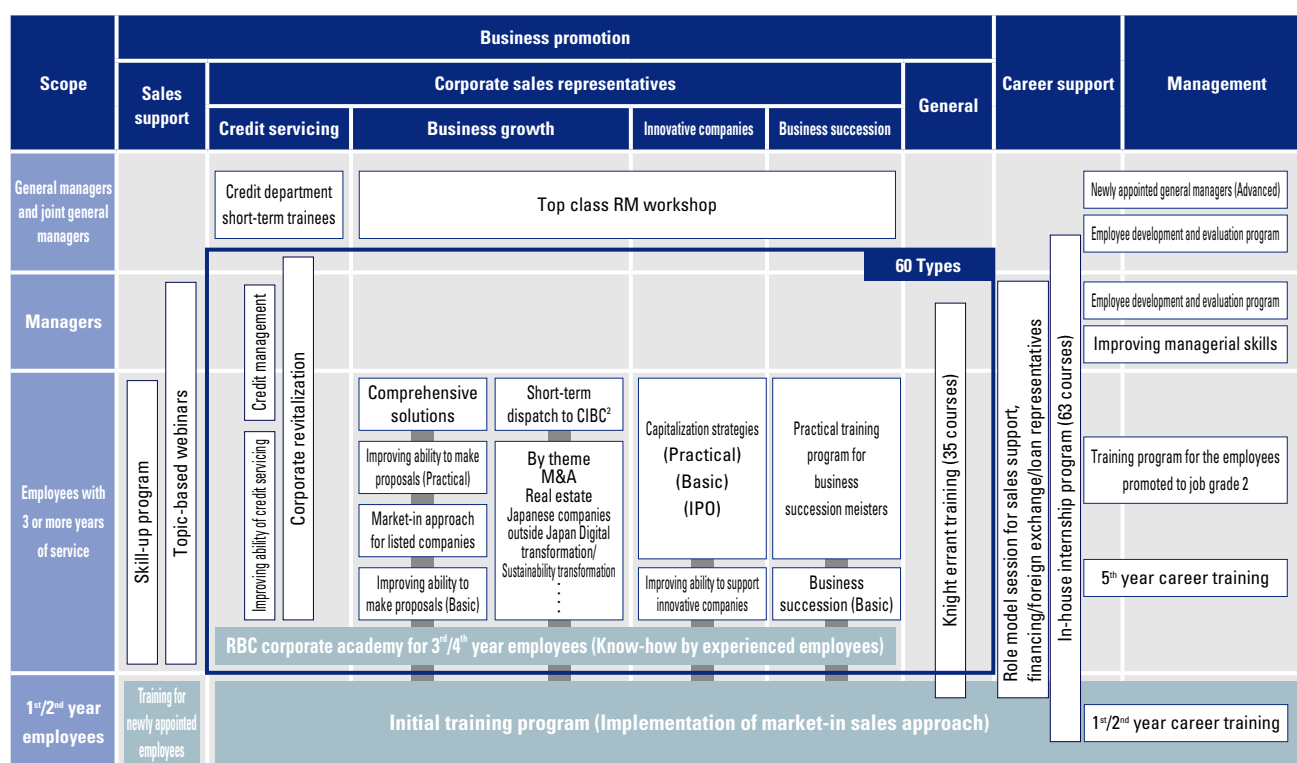 Scope
Business promotion
Career support
Management
Sales
support
Corporate sales representatives
General
Credit servicing
Business growth
Innovative companies
Business succession
General managers
and joint general
managers
Credit department
short-term trainees
Top class RM workshop
Newly appointed general managers (Advanced)
Employee development and evaluation program
60 Types
Managers
Employee development and evaluation program
Improving managerial skills
Employees with
3 or more years
of service
Skill-up program
Topic-based webinars
Credit management
Improving ability of credit servicing
Corporate revitalization
Comprehensive
solutions
Improving ability to make
proposals (Practical)
Market-in approach
for listed companies
Improving ability to
make proposals (Basic)
Short-term
dispatch to CIBC²
By theme
M&A
Real estate
Japanese companies
outside Japan Digital
transformation/
Sustainability transformation
⋮
Capitalization strategies
(Practical)
(Basic)
(IPO)
Improving ability to support
innovative companies
Practical training
program for
business
succession meisters
Business
succession (Basic)
Knight errant training (35 courses)
Role model session for sales support,
financing/foreign exchange/loan representatives
In-house internship program (63 courses)
Training program for the employees
promoted to job grade 2
5th year career training
RBC corporate academy for 3rd/4th year employees (Know-how by experienced employees)
1st/2nd year
employees
Training for
newly appointed
employees
Initial training program (Implementation of market-in sales approach)
1st/2nd year career training